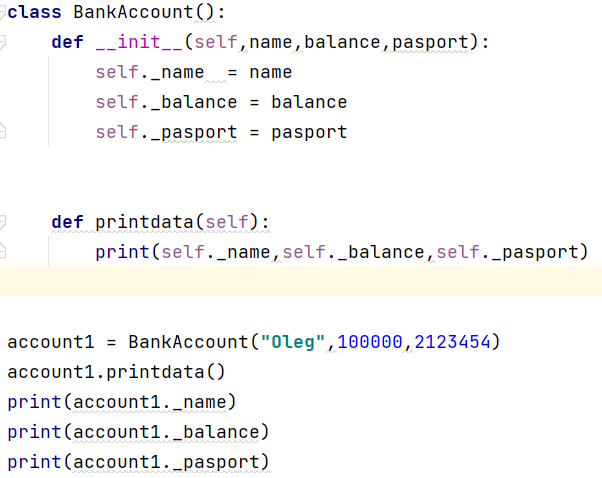 class BankAccount():
    def __init__(self,name,balance,pasport):
        self._name  = name
        self._balance = balance
        self._pasport = pasport
    def printdata(self):
        print(self._name,self._balance,self._pasport)
account1 = BankAccount("Oleg",100000,2123454)
account1.printdata()
print(account1._name)
print(account1._balance)
print(account1._pasport)